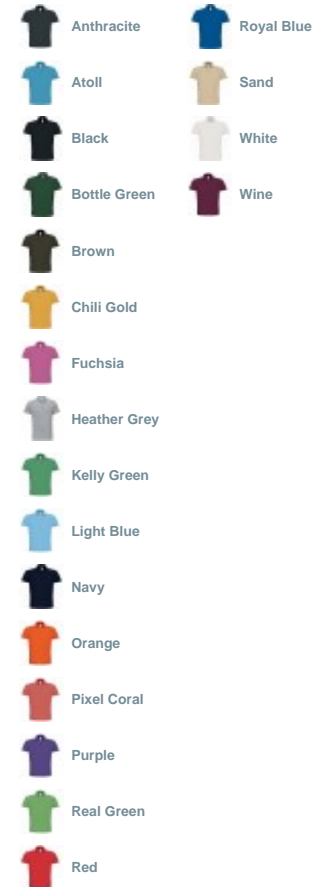 Anthracite
Atoll
Black
Bottle Green
Brown
Chili Gold
Fuchsia
Heather Grey
Kelly Green
Light Blue
Navy
Orange
Pixel Coral
Purple
Real Green
Red
Royal Blue
Sand
White
Wine